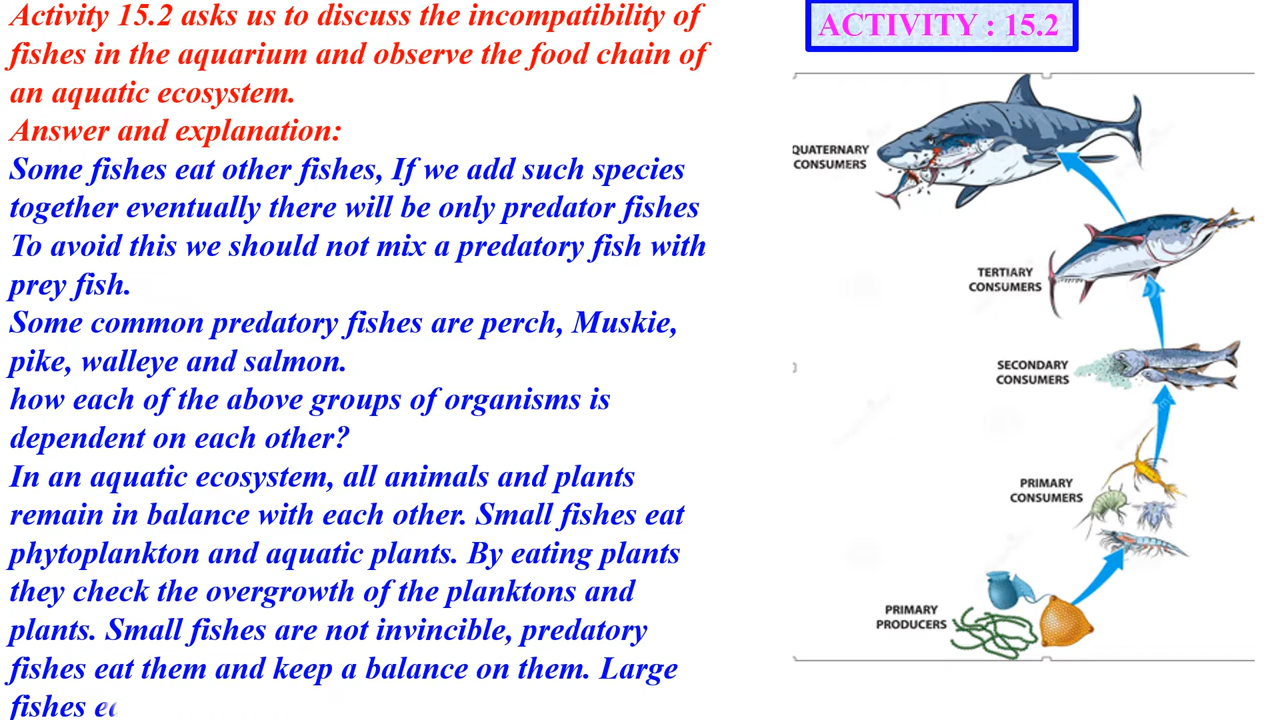 Activity 15.2 asks us to discuss the incompatibility of
fishes in the aquarium and observe the food chain of
an aquatic ecosystem.
Answer and explanation:
Some fishes eat other fishes, If we add such species
together eventually there will be only predator fishes
To avoid this we should not mix a predatory fish with
prey fish.
Some common predatory fishes are perch, Muskie,
pike, walleye and salmon.
how each of the above groups of organisms is
dependent on each other?
In an aquatic ecosystem, all animals and plants
remain in balance with each other. Small fishes eat
phytoplankton and aquatic plants. By eating plants
they check the overgrowth of the planktons and
plants. Small fishes are not invincible, predatory
fishes eat them and keep a balance on them. Large
fishes
ACTIVITY : 15.2
QUATERNARY
CONSUMERS
TERTIARY
CONSUMERS
SECONDARY
CONSUMERS
PRIMARY
CONSUMERS
PRIMARY
PRODUCERS